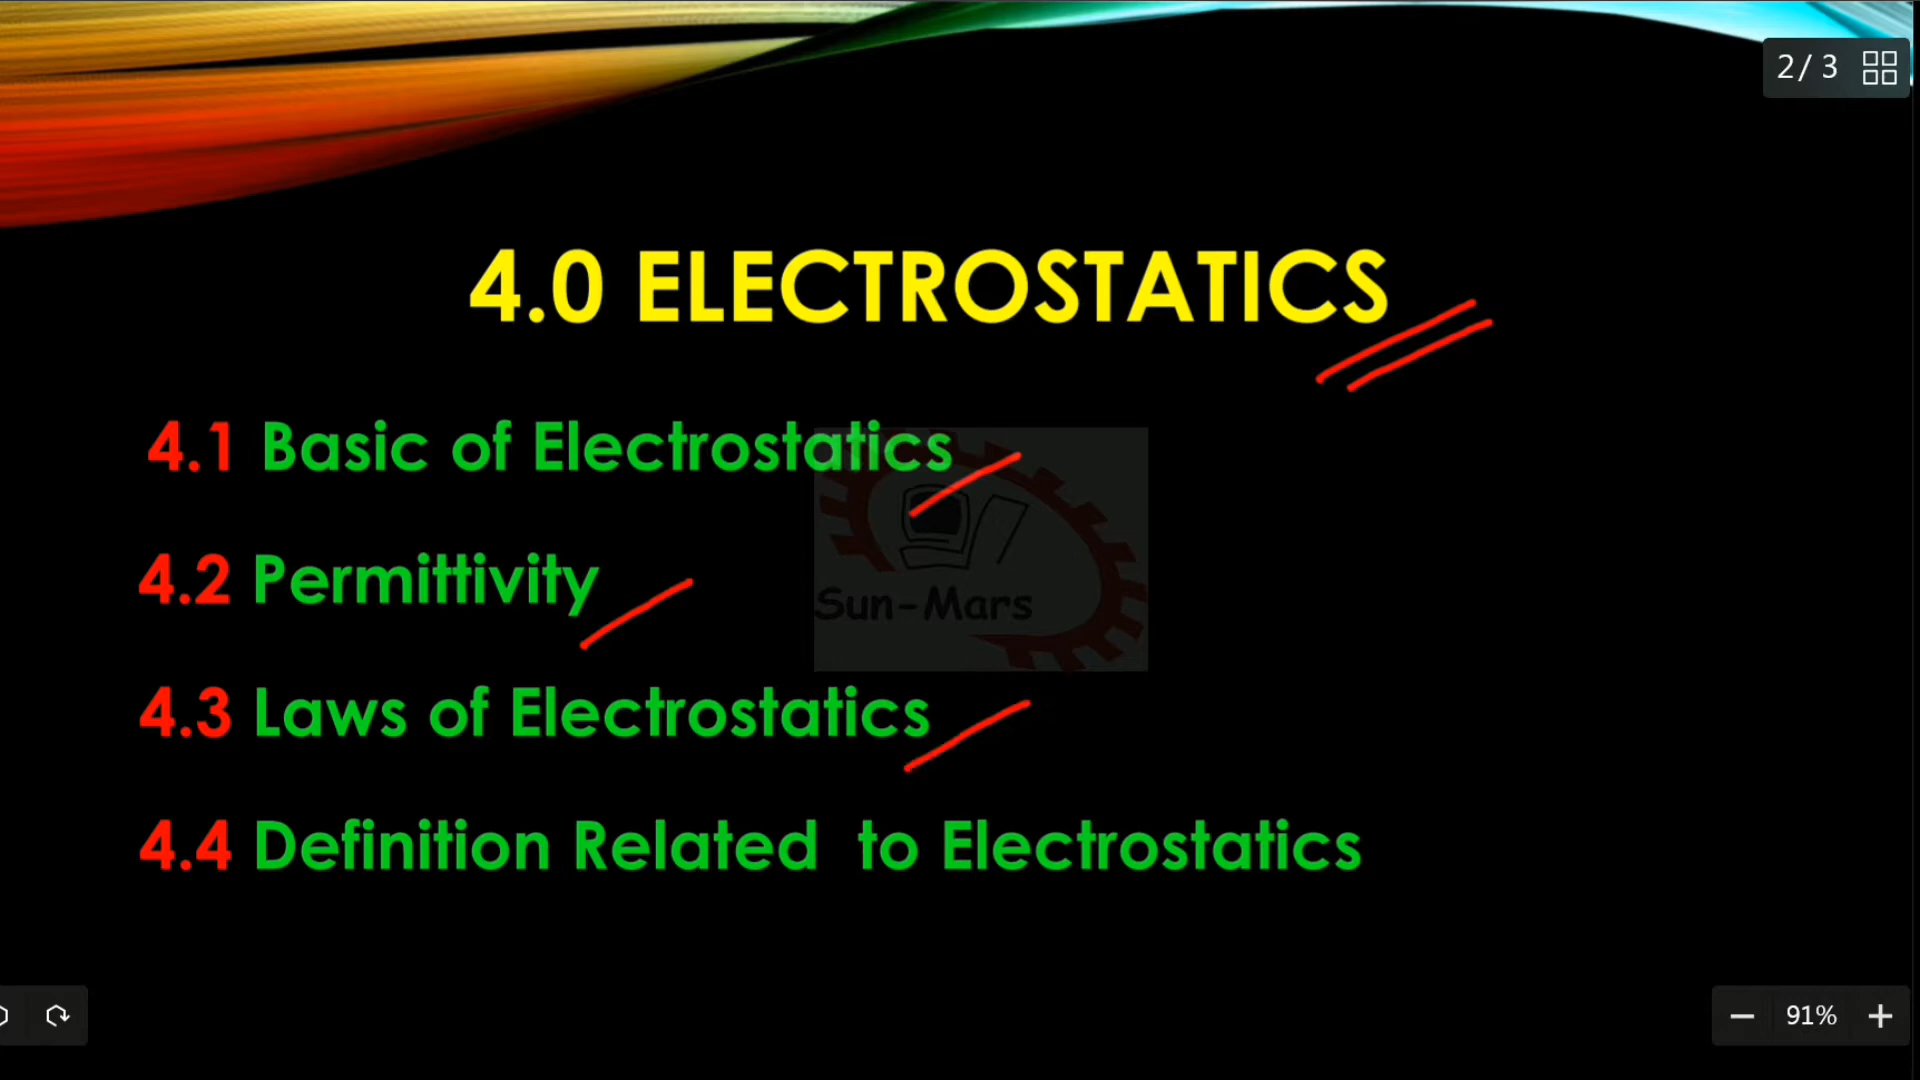 2/ 3
4.0 ELECTROSTATICS
4.1 Basic of Electrostatics
4.2 Permittivity
Sun-Mars
4.3 Laws of Electrostatics
4.4 Definition Related to Electrostatics
91%